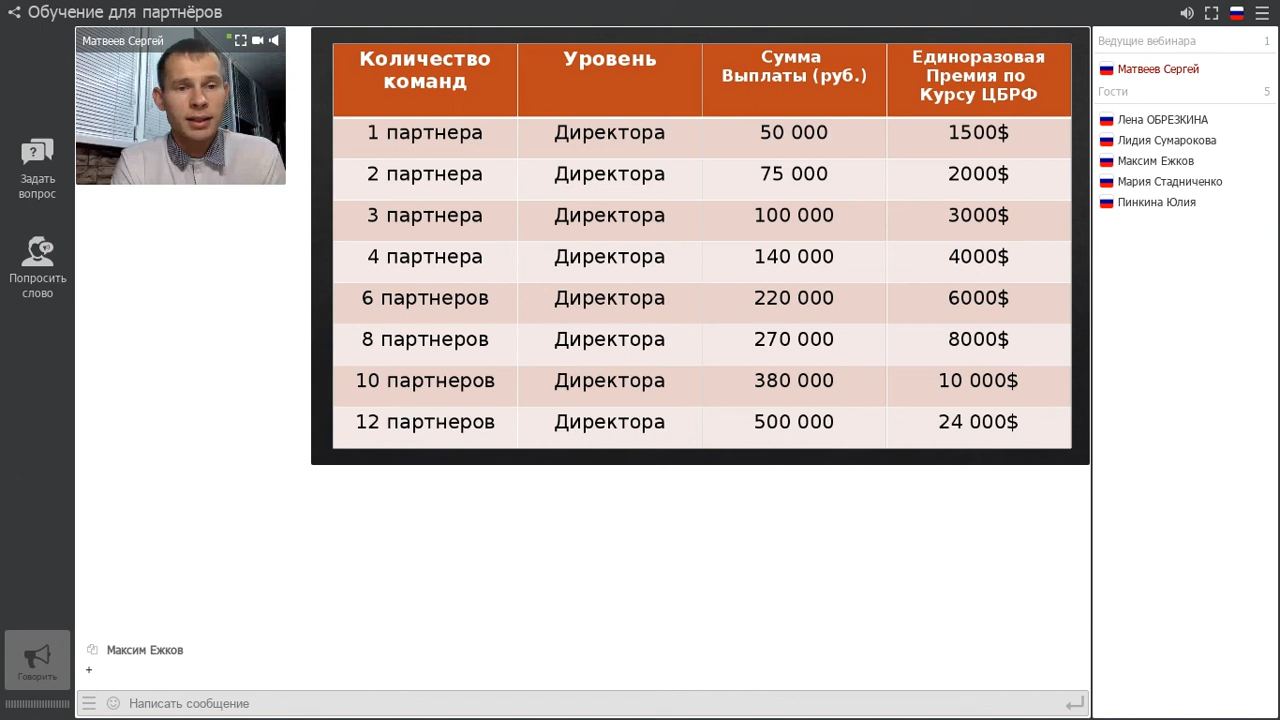 Обучение для партнёров
Матвеев Сергей
Задать
вопрос
Попросить
слово
Говорить
Количество
команд
Уровень
Сумма
Выплаты (руб.)
Единоразовая
Премия по
Курсу ЦБРФ
1 партнера Директора 50 000 1500$
2 партнера Директора 75 000 2000$
3 партнера Директора 100 000 3000$
4 партнера Директора 140 000 4000$
6 партнеров Директора 220 000 6000$
8 партнеров Директора 270 000 8000$
10 партнеров Директора 380 000 10 000$
12 партнеров Директора 500 000 24 000$
Ведущие вебинара 1
Матвеев Сергей
Гости 5
Лена ОБРЕЗКИНА
Лидия Сумарокова
Максим Ежков
Мария Стадниченко
Пинкина Юлия
Максим Ежков
+
Написать сообщение